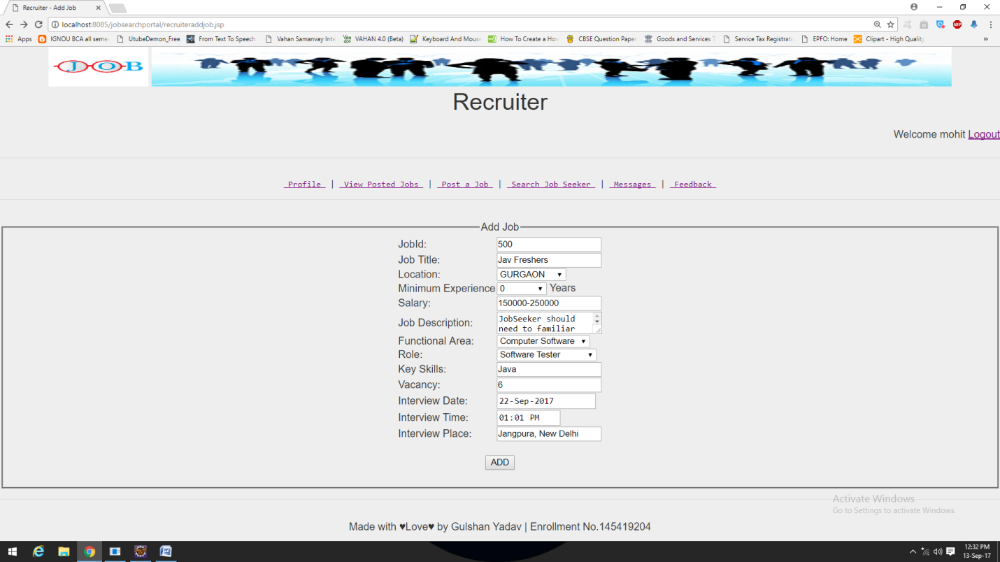 Recruiter - Add Job
localhost:8085/jobsearchportal/recruiteraddjob.jsp
Apps IGNOU BCA all semes UtubeDemon_Free From Text To Speech Vahan Samanvay Inte VAHAN 4.0 (Beta) Keyboard And Mouse How To Create a How CBSE Question Paper Goods and Services T Service Tax Registrati EPFO: Home Clipart - High Quality »
JOB
Recruiter
Welcome mohit Logout
Profile | View Posted Jobs | Post a Job | Search Job Seeker | Messages | Feedback
Add Job
JobId: 500
Job Title: Jav Freshers
Location: GURGAON
Minimum Experience 0 Years
Salary: 150000-250000
Job Description: JobSeeker should
need to familiar
Functional Area: Computer Software
Role: Software Tester
Key Skills: Java
Vacancy: 6
Interview Date: 22-Sep-2017
Interview Time: 01:01 PM
Interview Place: Jangpura, New Delhi
ADD
Activate Windows
Go to Settings to activate Windows.
Made with ♥Love♥ by Gulshan Yadav | Enrollment No.145419204
12:32 PM
13-Sep-17